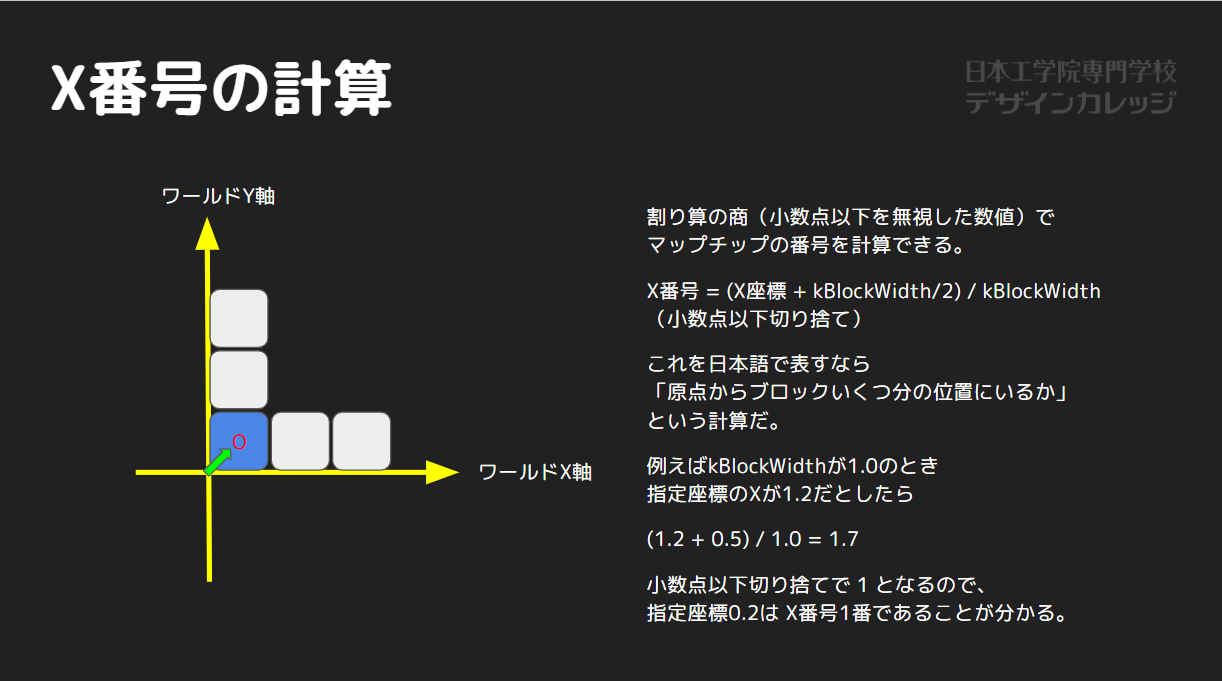 X番号の計算
日本工学院専門学校
デザインカレッジ
ワールドY軸
0
ワールドX軸
割り算の商（小数点以下を無視した数値）で
マップチップの番号を計算できる。
X番号 = (X座標 + kBlockWidth/2) / kBlockWidth
（小数点以下切り捨て）
これを日本語で表すなら
「原点からブロックいくつ分の位置にいるか」
という計算だ。
例えばkBlockWidthが1.0のとき
指定座標のXが1.2だとしたら
(1.2 + 0.5) / 1.0 = 1.7
小数点以下切り捨てで 1 となるので、
指定座標0.2は X番号1番であることが分かる。